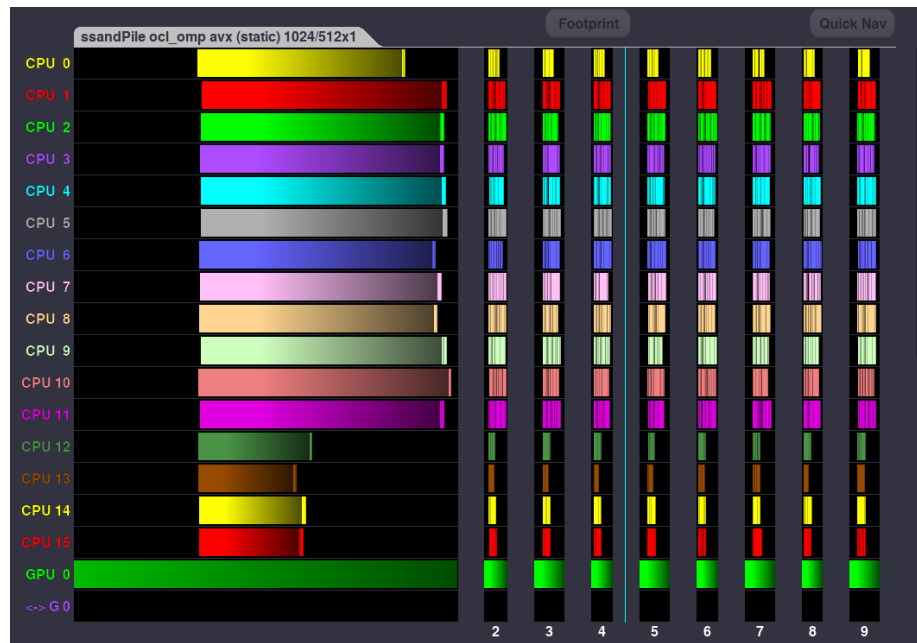 Footprint
Quick Nav
ssandPile ocl_omp avx (static) 1024/512x1
CPU 0
CPU 1
CPU 2
CPU 3
CPU 4
CPU 5
CPU 6
CPU 7
CPU 8
CPU 9
CPU 10
CPU 11
CPU 12
CPU 13
CPU 14
CPU 15
GPU 0
<-> G 0
2 3 4 5 6 7 8 9